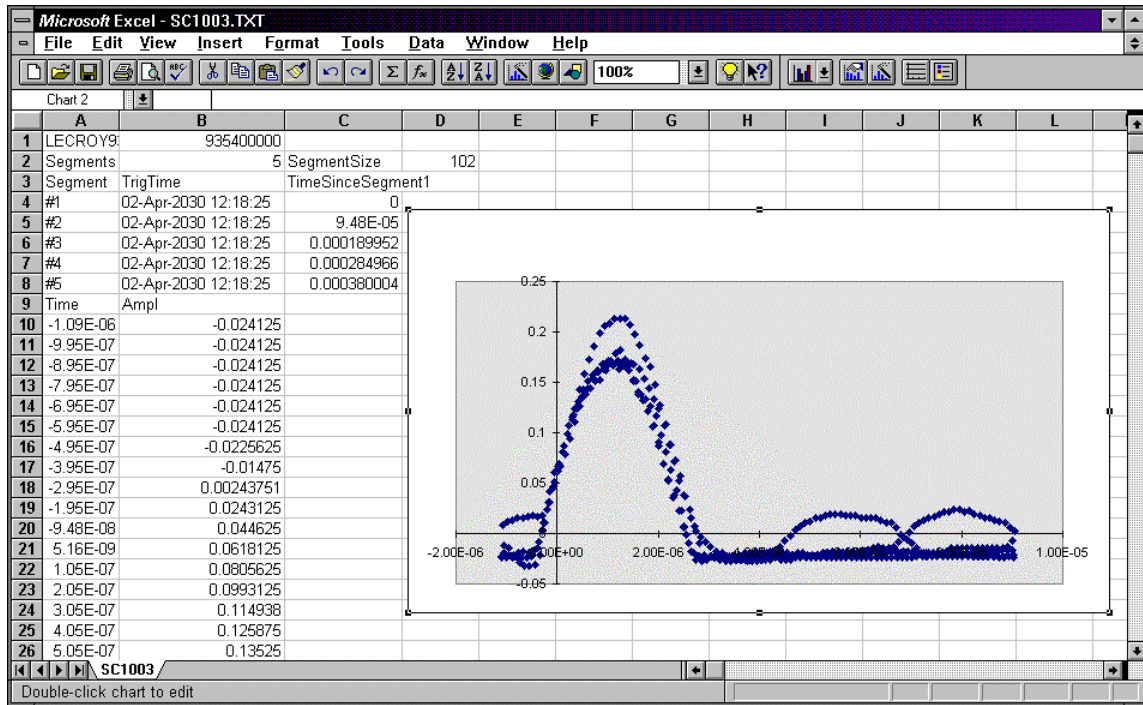 Microsoft Excel - SC1003.TXT
File Edit View Insert Format Tools Data Window Help
ABC Σ fx A Z Z A 100% ?
Chart 2
A B C D E F G H I J K L
1 LECROY9 935400000
2 Segments 5 SegmentSize 102
3 Segment TrigTime TimeSinceSegment1
4 #1 02-Apr-2030 12:18:25 0
5 #2 02-Apr-2030 12:18:25 9.48E-05
6 #3 02-Apr-2030 12:18:25 0.000189952
7 #4 02-Apr-2030 12:18:25 0.000284966
8 #5 02-Apr-2030 12:18:25 0.000380004
9 Time Ampl
10 -1.09E-06 -0.024125
11 -9.95E-07 -0.024125
12 -8.95E-07 -0.024125
13 -7.95E-07 -0.024125
14 -6.95E-07 -0.024125
15 -5.95E-07 -0.024125
16 -4.95E-07 -0.0225625
17 -3.95E-07 -0.01475
18 -2.95E-07 0.00243751
19 -1.95E-07 0.0243125
20 -9.48E-08 0.044625
21 5.16E-09 0.0618125
22 1.05E-07 0.0805625
23 2.05E-07 0.0993125
24 3.05E-07 0.114938
25 4.05E-07 0.125875
26 5.05E-07 0.13525
0.25
0.2
0.15
0.1
0.05
-2.00E-06 2.00E-06 1.00E-05
-0.05
SC1003
Double-click chart to edit